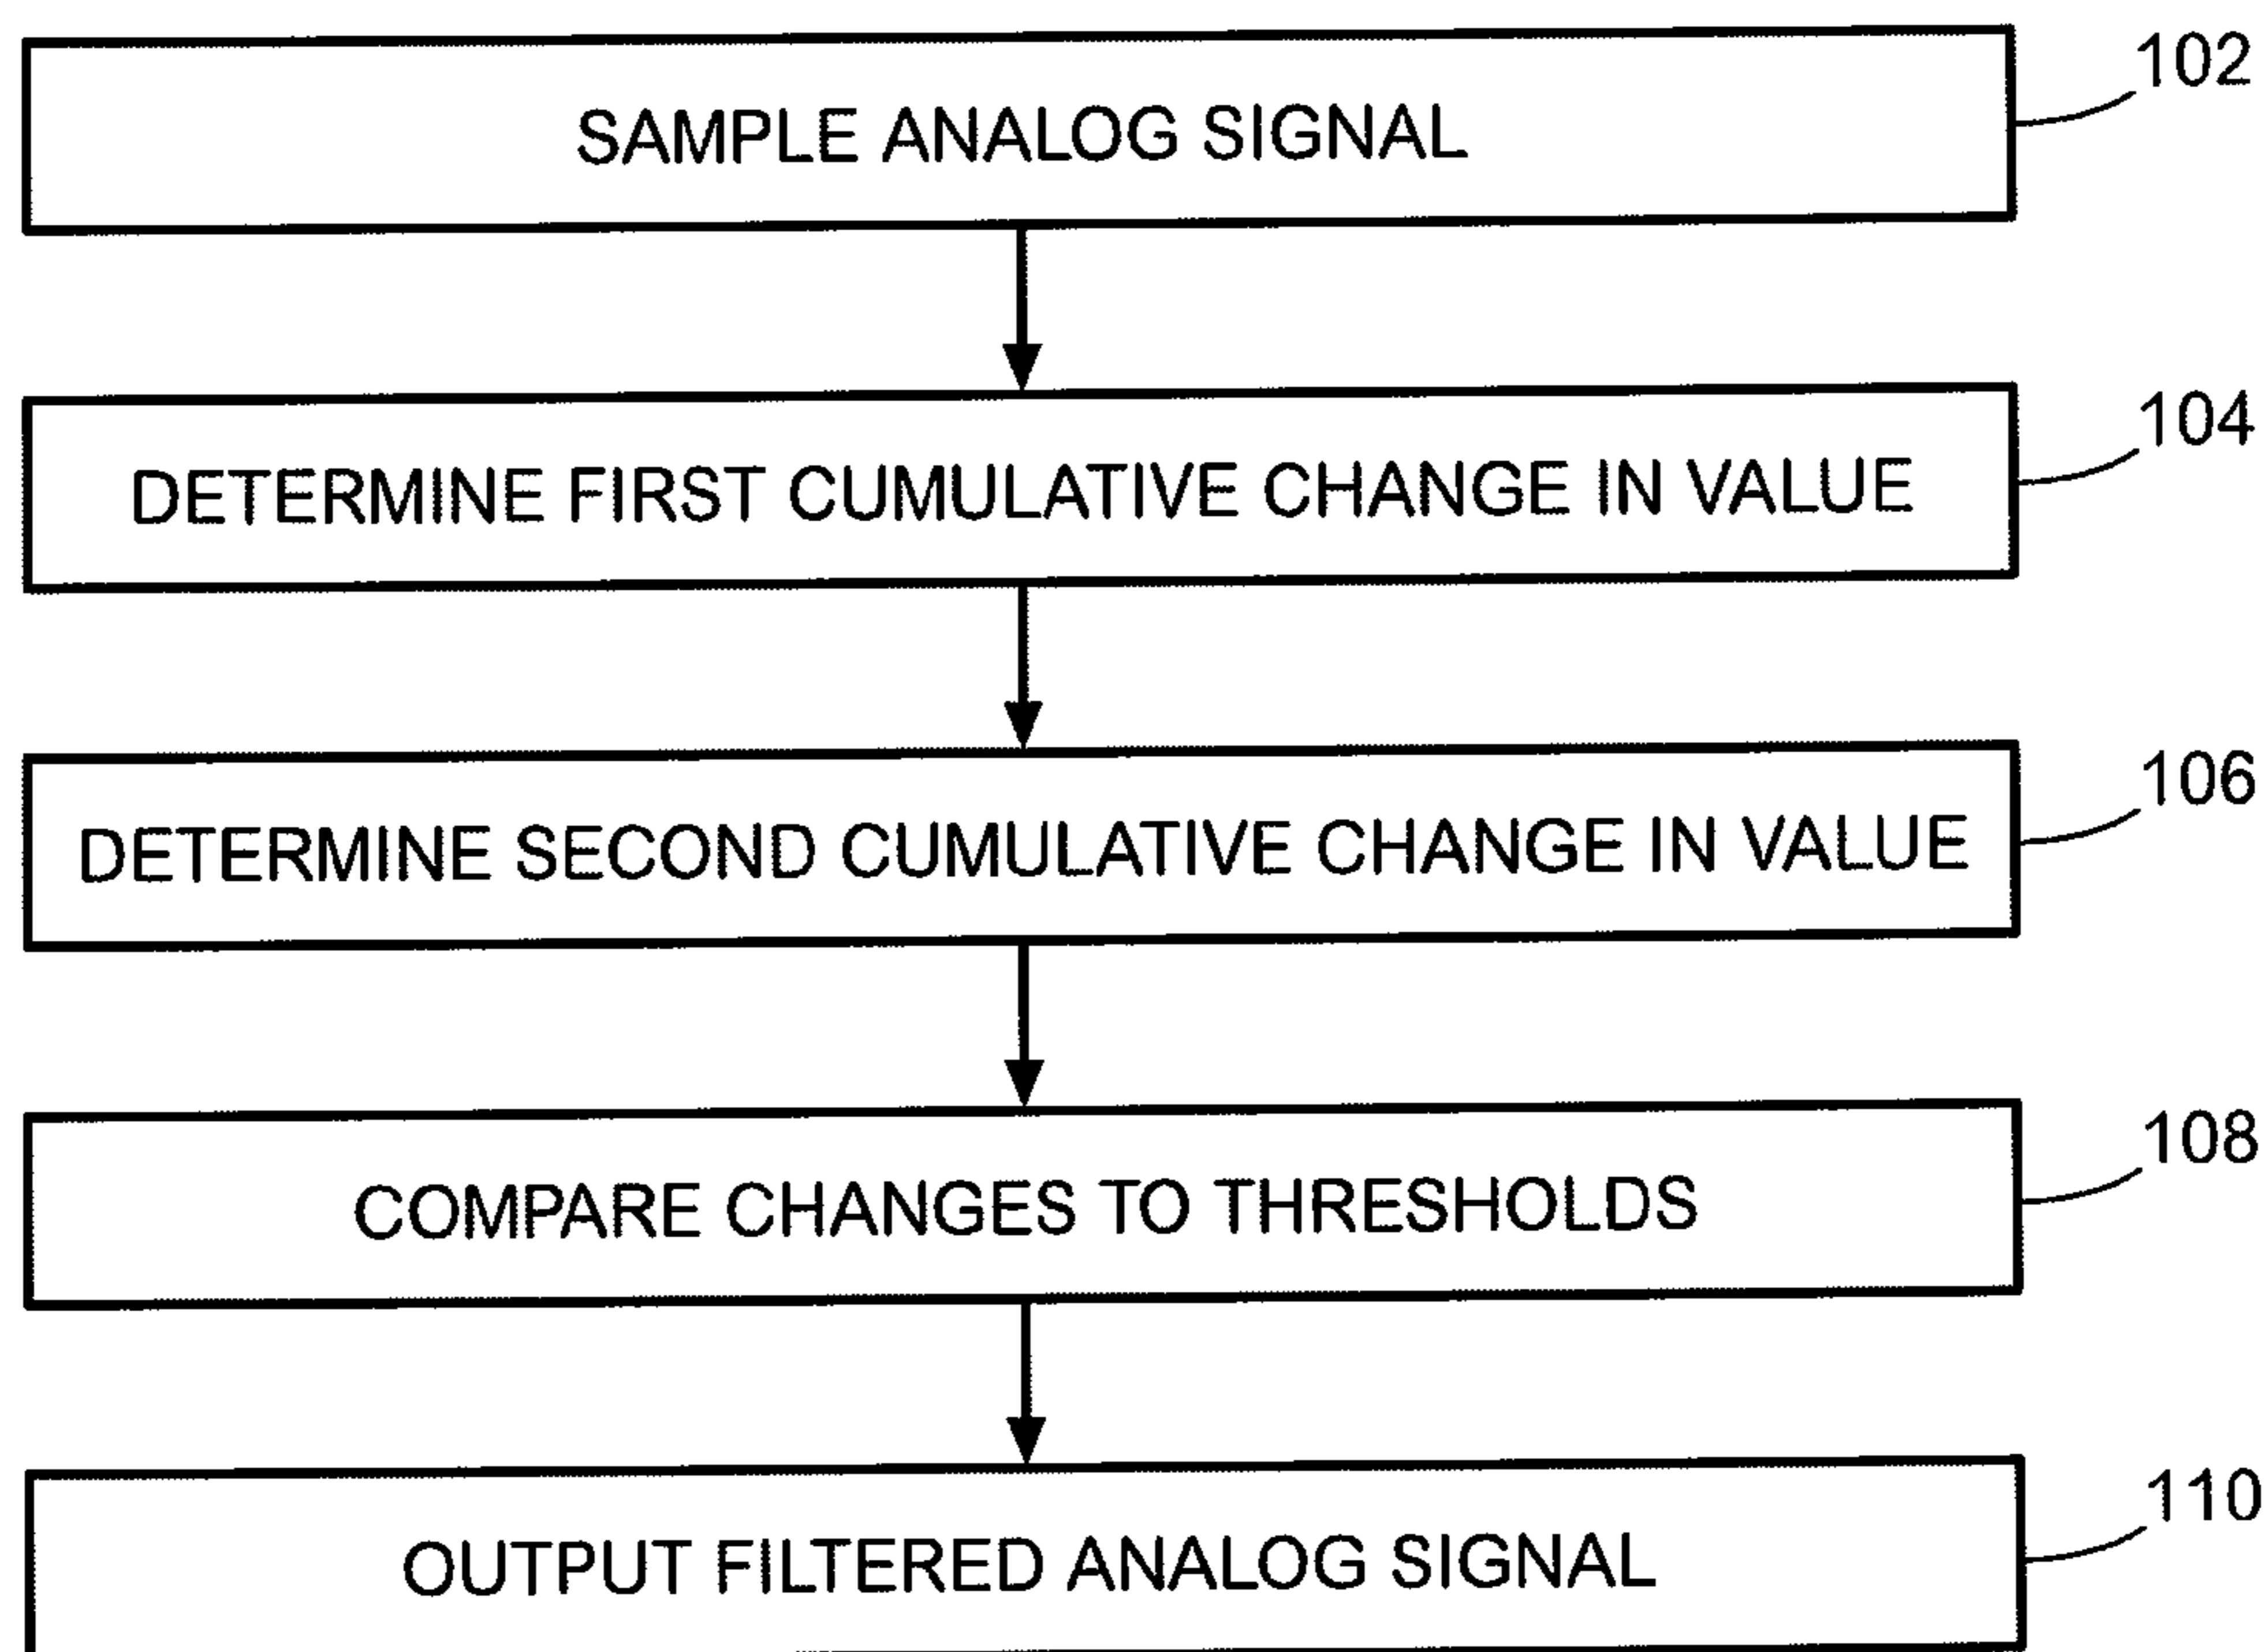 102
SAMPLE ANALOG SIGNAL
104
DETERMINE FIRST CUMULATIVE CHANGE IN VALUE
106
DETERMINE SECOND CUMULATIVE CHANGE IN VALUE
108
COMPARE CHANGES TO THRESHOLDS
110
OUTPUT FILTERED ANALOG SIGNAL